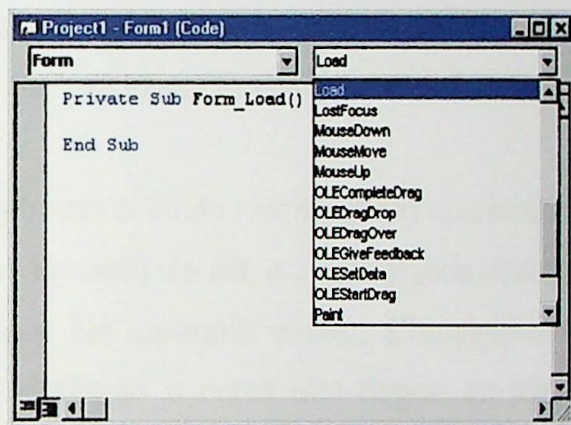 Project1 - Form1 (Code)
Form
Load
Private Sub Form_Load()
End Sub
Load
LostFocus
MouseDown
MouseMove
MouseUp
OLECompleteDrag
OLEDragDrop
OLEDragOver
OLEGiveFeedback
OLESetData
OLEStartDrag
Paint